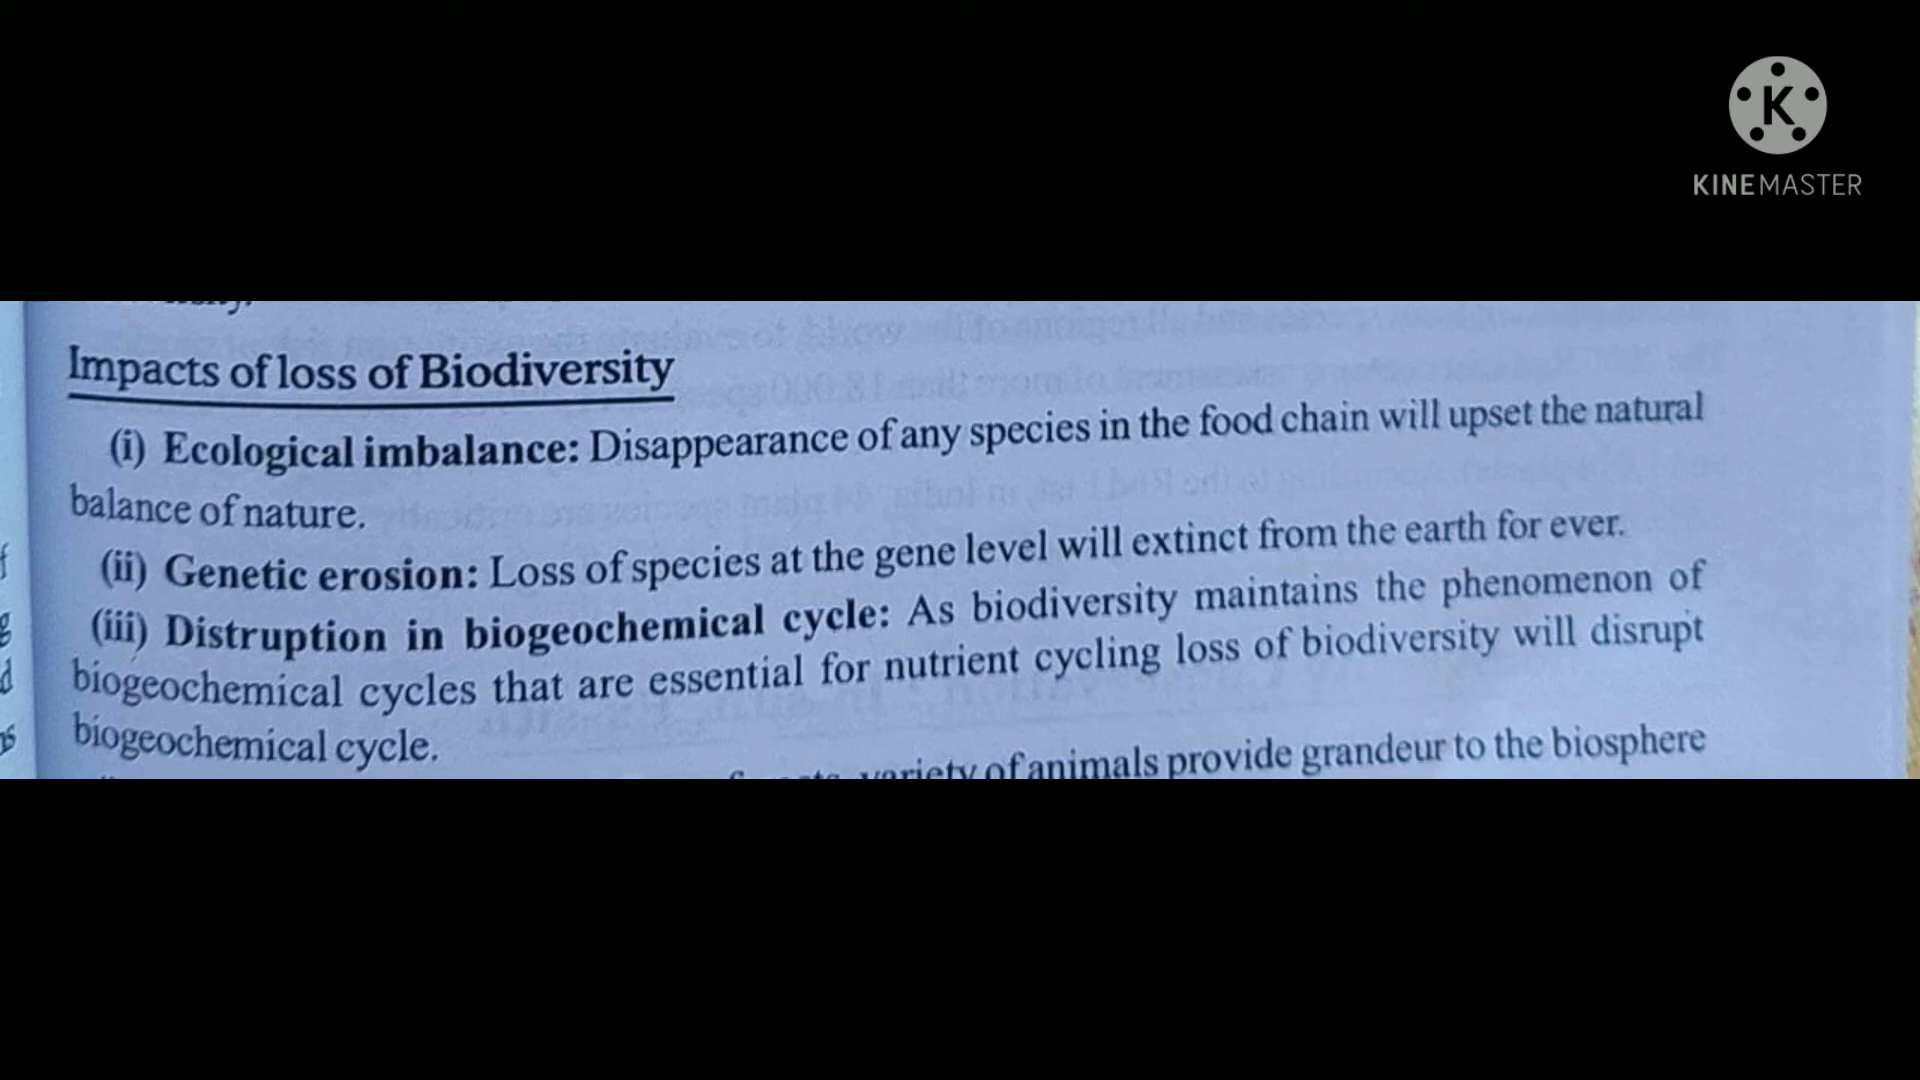 K
KINEMASTER
Impacts of loss of Biodiversity
(i) Ecological imbalance: Disappearance of any species in the food chain will upset the natural
balance of nature.
(ii) Genetic erosion: Loss of species at the gene level will extinct from the earth for ever.
(iii) Distruption in biogeochemical cycle: As biodiversity maintains the phenomenon of
biogeochemical cycles that are essential for nutrient cycling loss of biodiversity will disrupt
biogeochemical cycle.
variety of animals provide grandeur to the biosphere